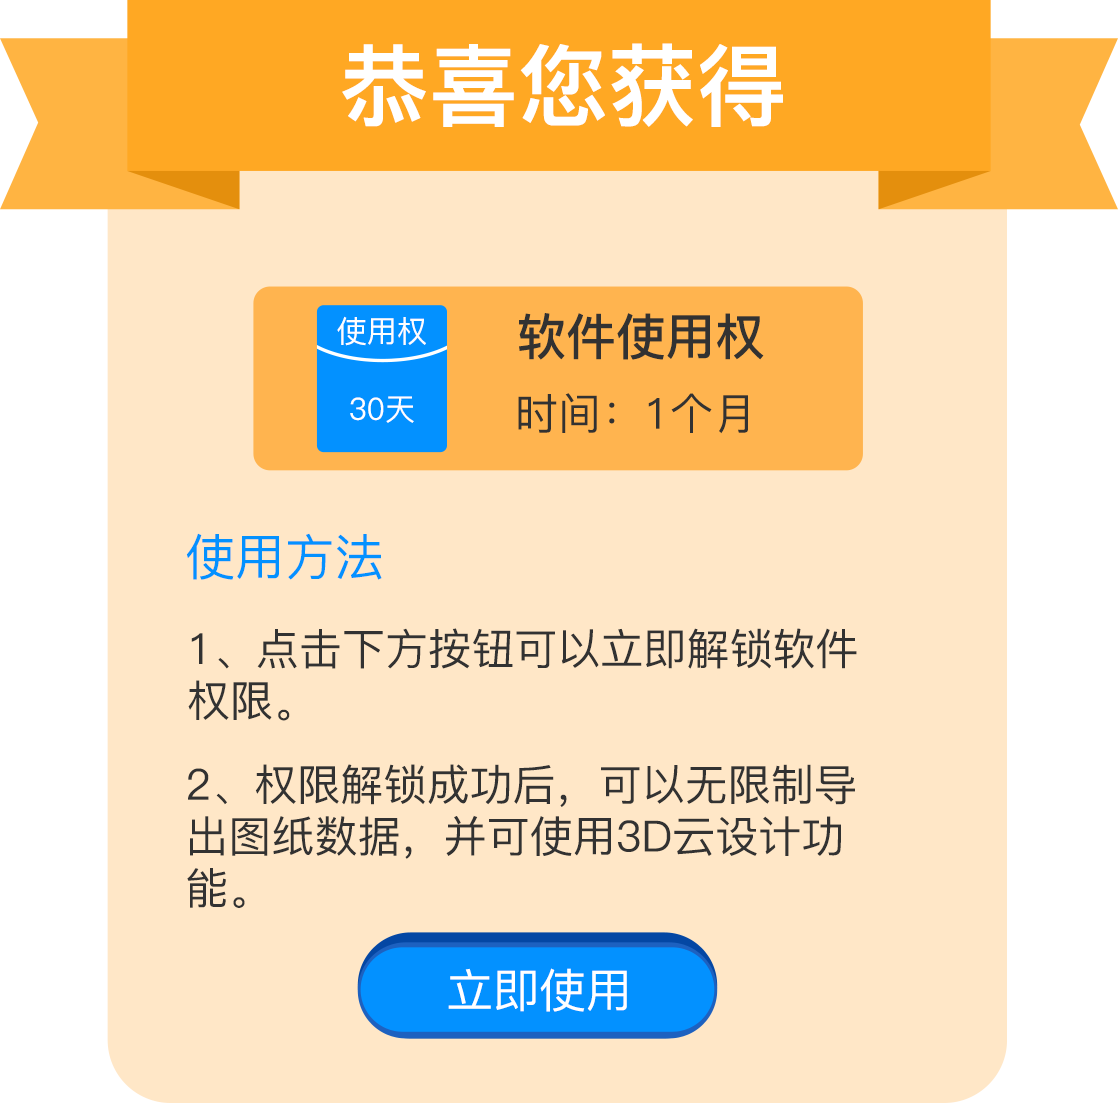 恭喜您获得
使用权
30天
软件使用权
时间：1个月
使用方法
1、点击下方按钮可以立即解锁软件
权限。
2、权限解锁成功后，可以无限制导
出图纸数据，并可使用3D云设计功
能。
立即使用